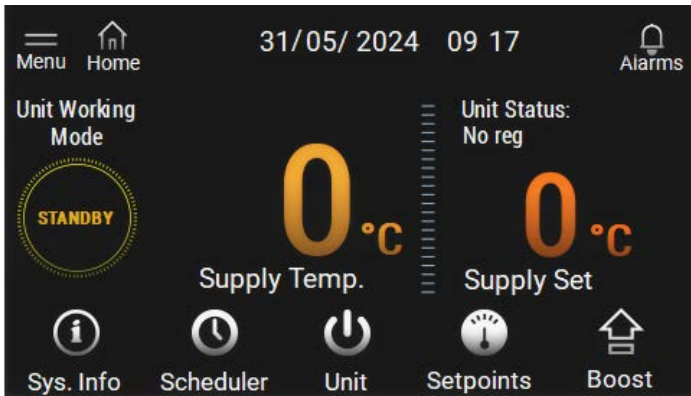 Menu
Home
31/05/2024 09 17
Alarms
Unit Working
Mode
STANDBY
0 °C
Supply Temp.
Unit Status:
No reg
0 °C
Supply Set
Sys. Info
Scheduler
Unit
Setpoints
Boost